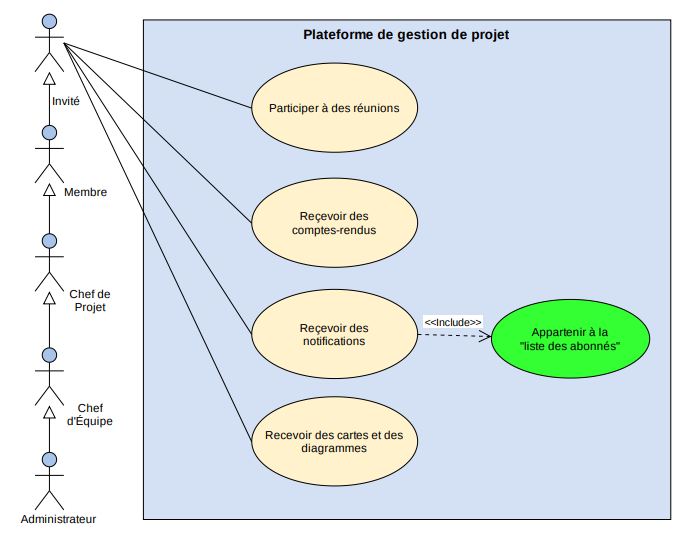 Plateforme de gestion de projet
Invité
Membre
Chef de
Projet
Chef
d'Équipe
Administrateur
Participer à des réunions
Reçevoir des
comptes-rendus
Reçevoir des
notifications
<<Include>>
Appartenir à la
"liste des abonnés"
Recevoir des cartes et des
diagrammes